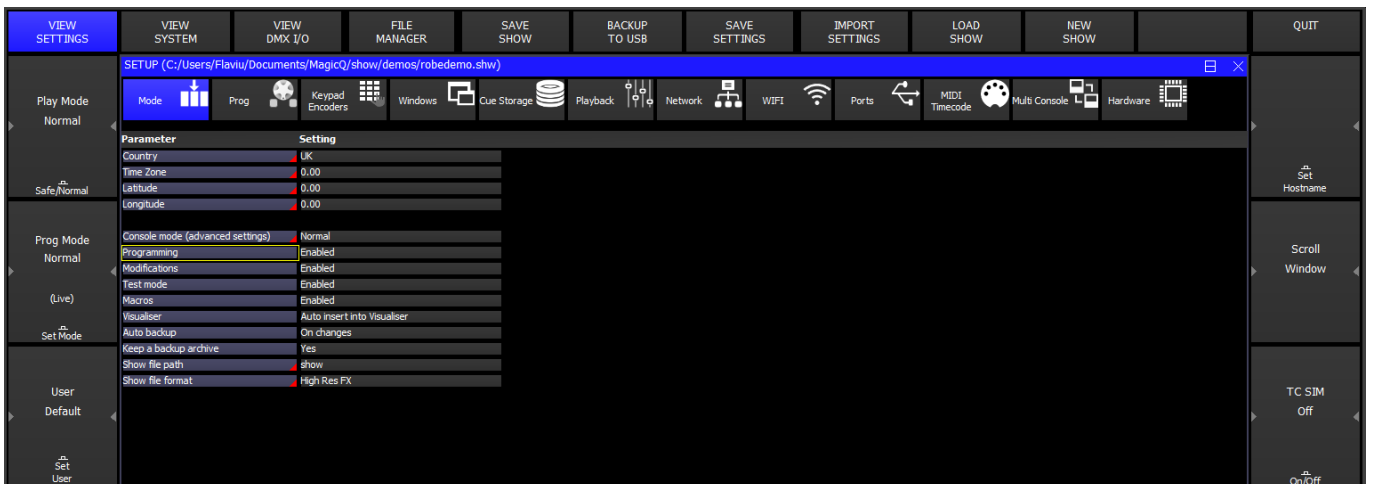 VIEW
SETTINGS
VIEW
SYSTEM
VIEW
DMX I/O
FILE
MANAGER
SAVE
SHOW
BACKUP
TO USB
SAVE
SETTINGS
IMPORT
SETTINGS
LOAD
SHOW
NEW
SHOW
QUIT
SETUP (C:/Users/Flaviu/Documents/MagicQ/show/demos/robedemo.shw)
Mode
Prog
Keypad
Encoders
Windows
Cue Storage
Playback
Network
WIFI
Ports
MIDI
Timecode
Multi Console
Hardware
Play Mode
Normal
Safe/Normal
Prog Mode
Normal
(Live)
Set Mode
User
Default
Set
User
Parameter Setting
Country UK
Time Zone 0.00
Latitude 0.00
Longitude 0.00
Console mode (advanced settings) Normal
Programming Enabled
Modifications Enabled
Test mode Enabled
Macros Enabled
Visualiser Auto insert into Visualiser
Auto backup On changes
Keep a backup archive Yes
Show file path show
Show file format High Res FX
Set
Hostname
Scroll
Window
TC SIM
Off
On/Off